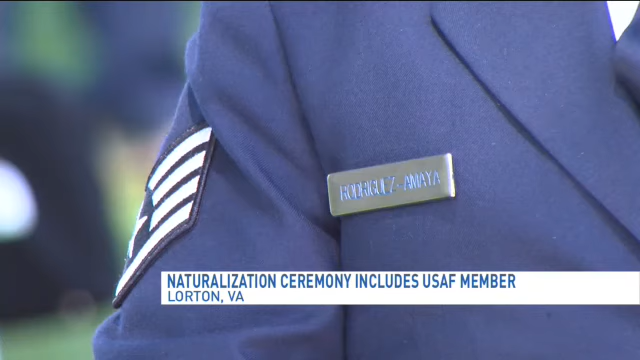 RODRIGUEZ-AMAYA
NATURALIZATION CEREMONY INCLUDES USAF MEMBER
LORTON, VA